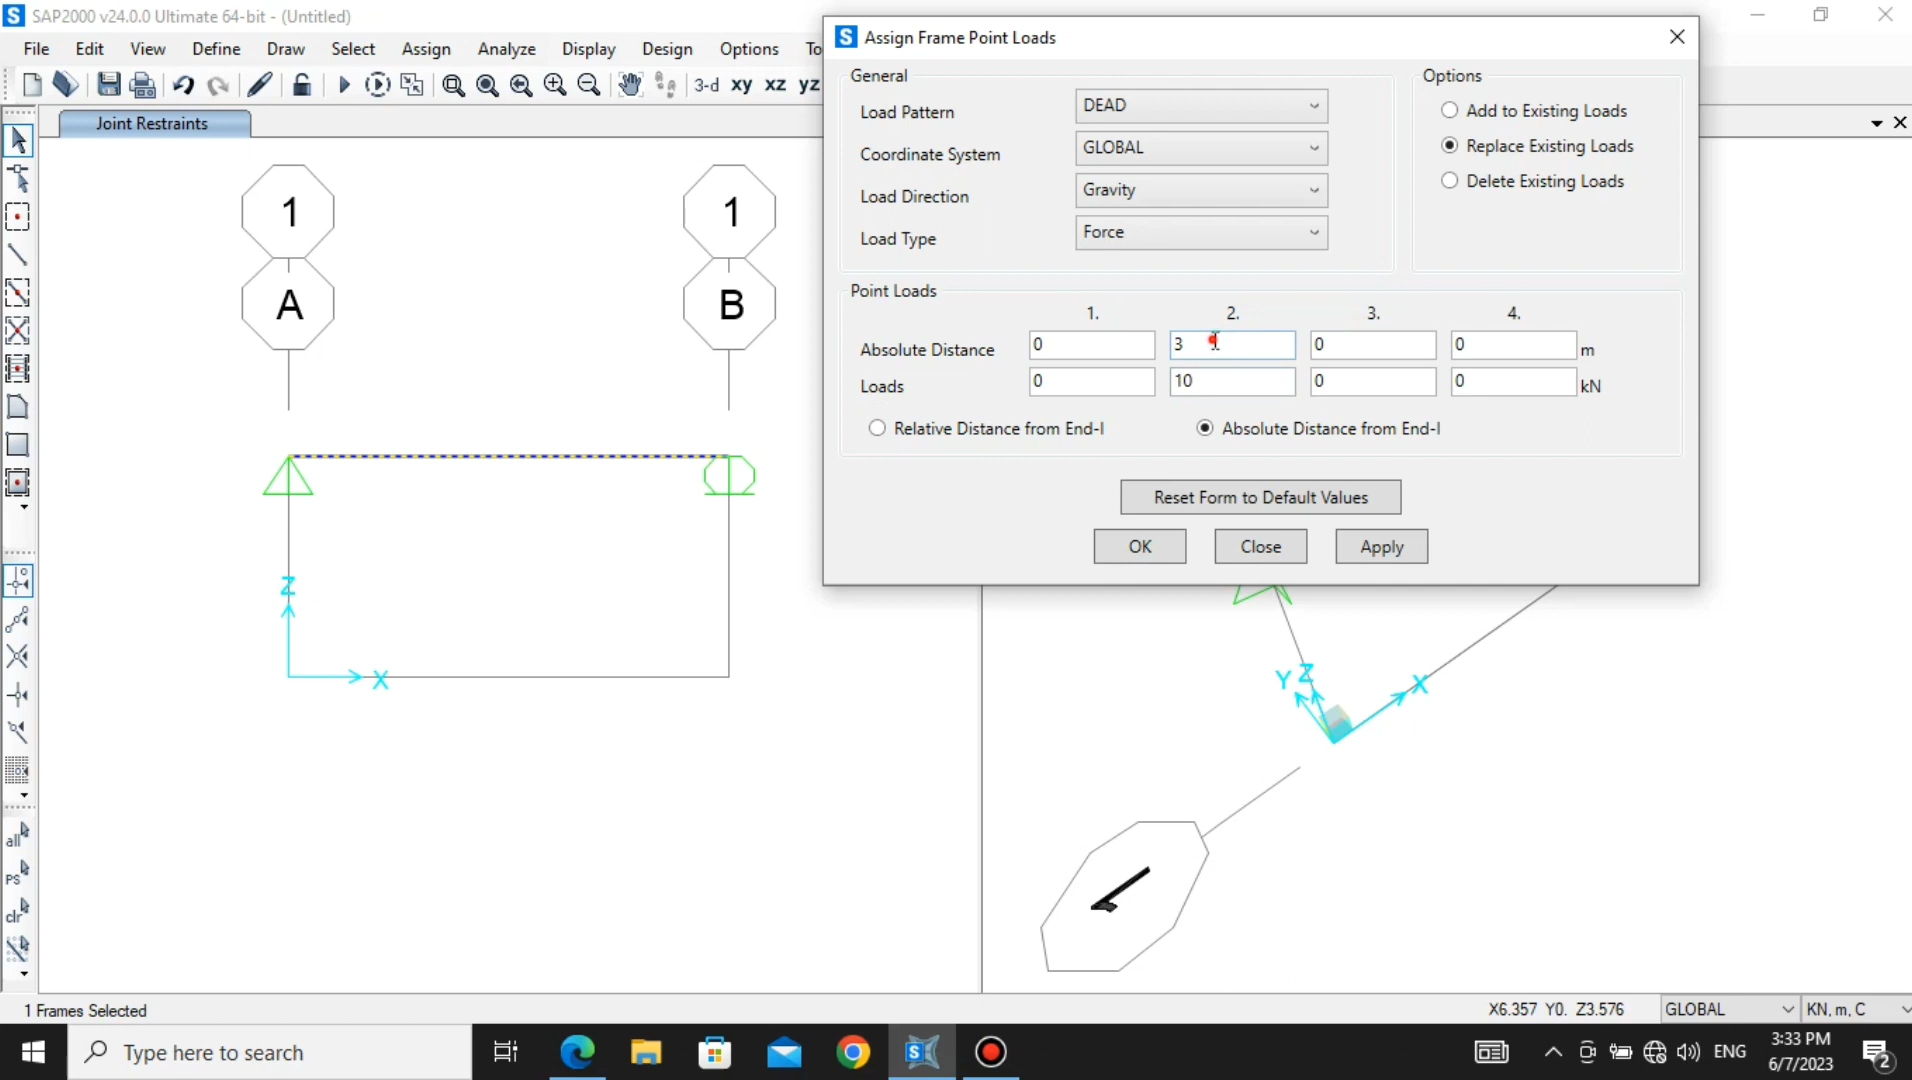 SAP2000 v24.0.0 Ultimate 64-bit - (Untitled)
File Edit View Define Draw Select Assign Analyze Display Design Options To
3-d xy xz yz
Joint Restraints
1
1
A
B
Z
X
Assign Frame Point Loads
General
Load Pattern DEAD
Coordinate System GLOBAL
Load Direction Gravity
Load Type Force
Options
Add to Existing Loads
Replace Existing Loads
Delete Existing Loads
Point Loads
1. 2. 3. 4.
Absolute Distance 0 3 0 0 m
Loads 0 10 0 0 kN
Relative Distance from End-I Absolute Distance from End-I
Reset Form to Default Values
OK Close Apply
Y Z X
1
all
PS
clr
1 Frames Selected
X6.357 Y0. Z3.576 GLOBAL KN, m, C
Type here to search
ENG
3:33 PM
6/7/2023
2